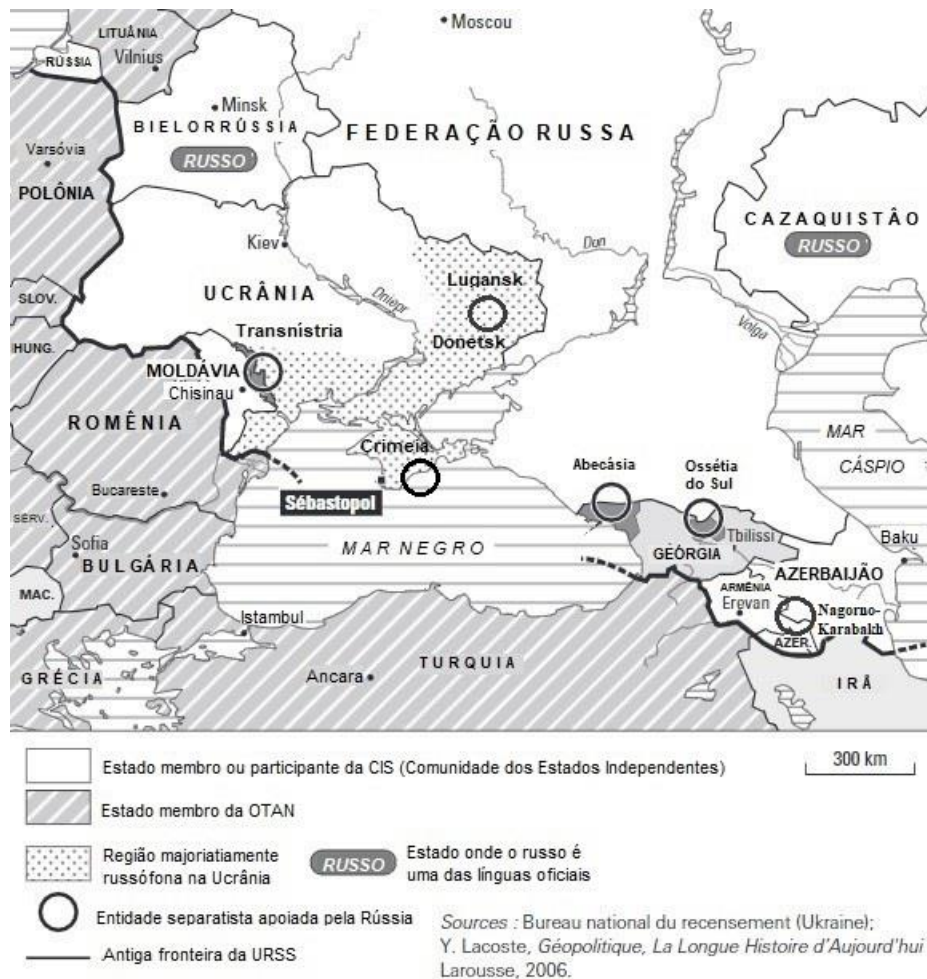 Moscou
LITUÂNIA
Vilnius
RÚSSIA
Minsk
BIELORRÚSSIA
RUSSO
FEDERAÇÃO RUSSA
Varsóvia
POLÔNIA
CAZAQUISTÂO
RUSSO
Kiev
Dun
Lugansk
SLOV.
UCRÂNIA
Dniepr
Volga
Transnístria
Donetsk
HUNG.
MOLDÁVIA
Chisinau
ROMÊNIA
MAR
CÁSPIO
Crimeia
Abecásia
Ossétia
do Sul
Bucareste
Sébastopol
SÉRV.
Sofia
MAR NEGRO
Tbilissi
Baku
BULGÁRIA
GEÓRGIA
AZERBAIJÃO
MAC.
ARMÊNIA
Erevan
Nagorno-
Karabakh
Istambul
AZER.
GRÉCIA
TURQUIA
Ancara
IRÂ
Estado membro ou participante da CIS (Comunidade dos Estados Independentes)
300 km
Estado membro da OTAN
Região majoriatiamente
russófona na Ucrânia
RUSSO
Estado onde o russo é
uma das línguas oficiais
Entidade separatista apoiada pela Rússia
Antiga fronteira da URSS
Sources : Bureau national du recensement (Ukraine);
Y. Lacoste, Géopolitique, La Longue Histoire d'Aujourd'hui
Larousse, 2006.